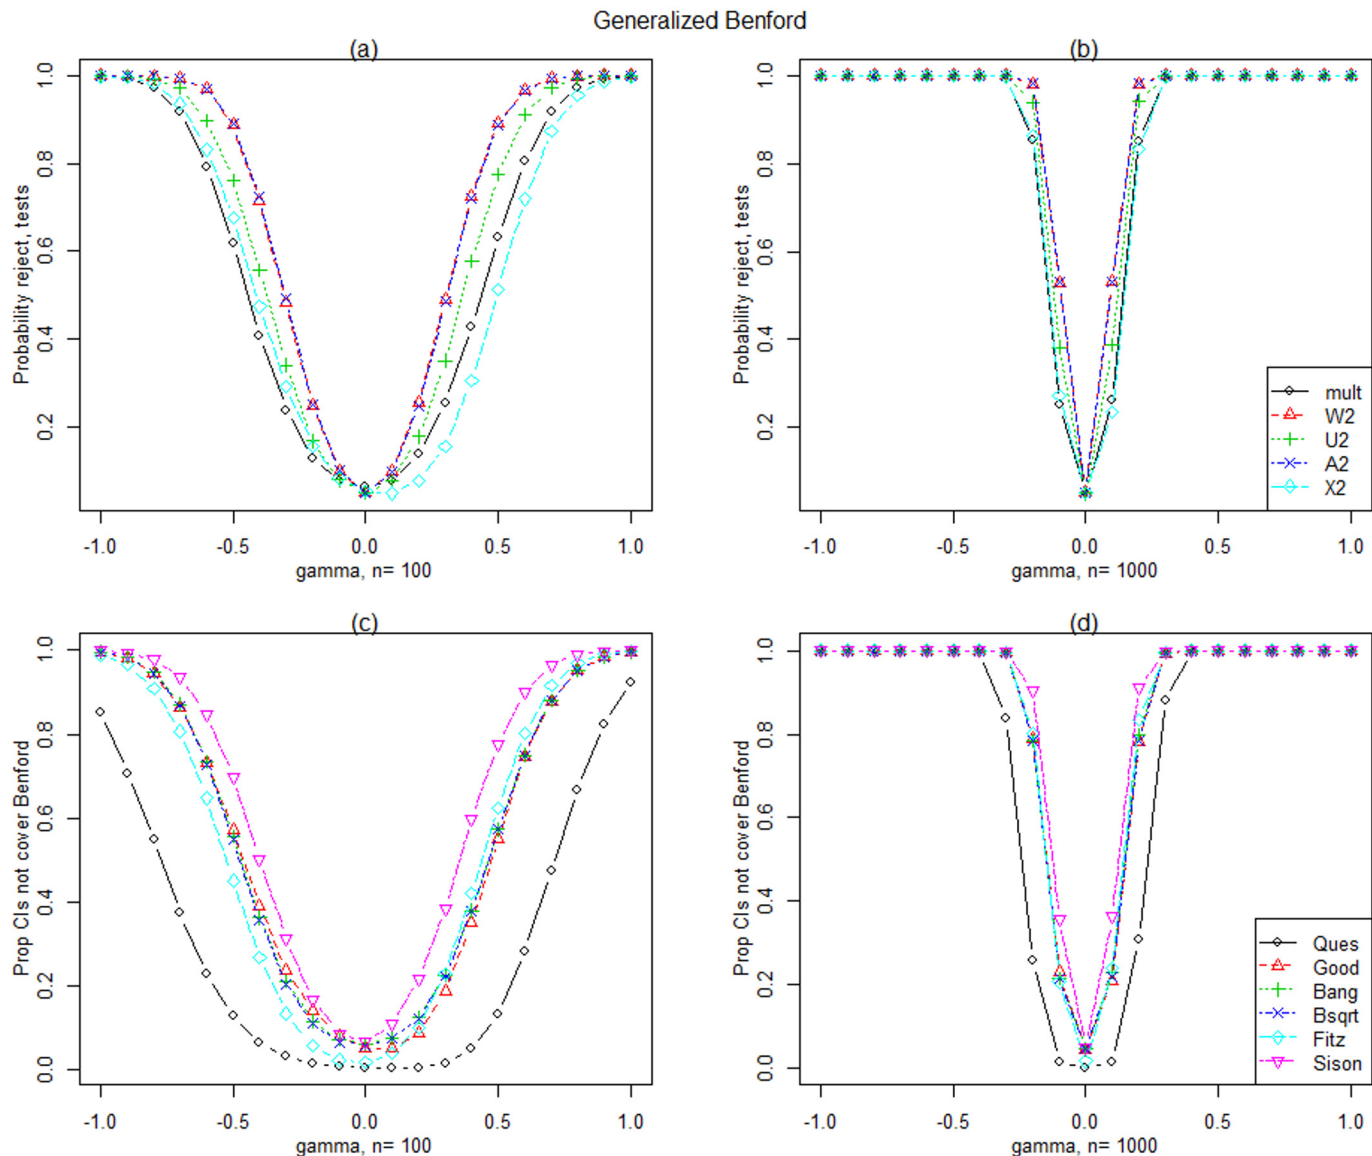 Generalized Benford
(a)
Probability reject, tests
0.2 0.4 0.6 0.8 1.0
-1.0 -0.5 0.0 0.5 1.0
gamma, n= 100
(b)
Probability reject, tests
0.2 0.4 0.6 0.8 1.0
mult
W2
U2
A2
X2
-1.0 -0.5 0.0 0.5 1.0
gamma, n= 1000
(c)
Prop CIs not cover Benford
0.0 0.2 0.4 0.6 0.8 1.0
-1.0 -0.5 0.0 0.5 1.0
gamma, n= 100
(d)
Prop CIs not cover Benford
0.0 0.2 0.4 0.6 0.8 1.0
Ques
Good
Bang
Bsqrt
Fitz
Sison
-1.0 -0.5 0.0 0.5 1.0
gamma, n= 1000